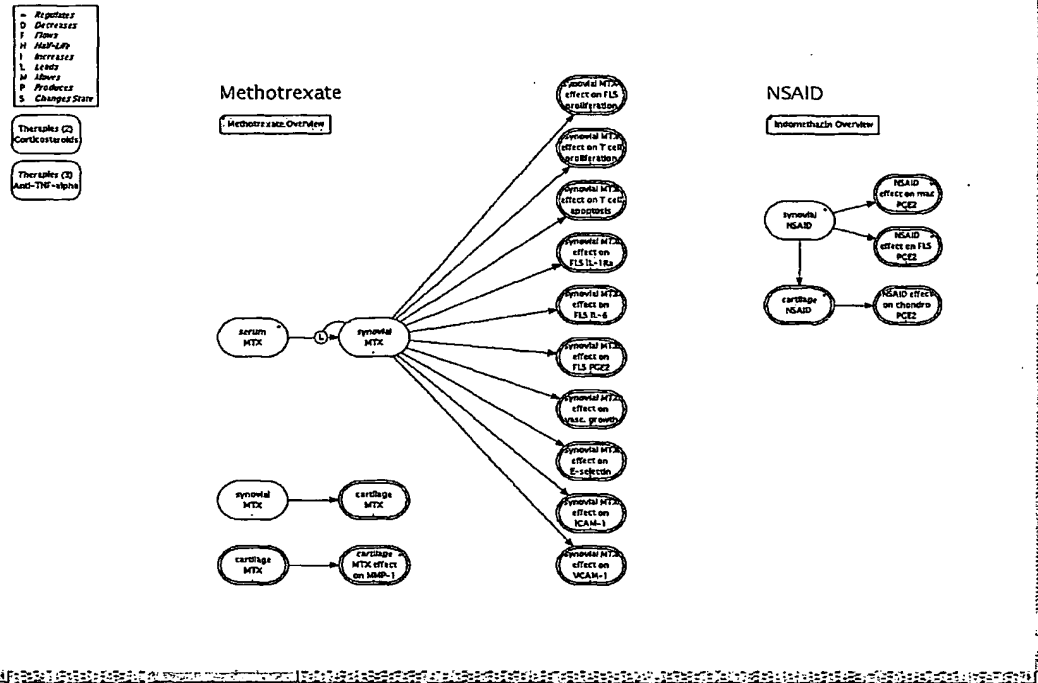 = Regulates
D Decreases
F Flows
H Half-Life
I Increases
L Leads
M Moves
P Produces
S Changes State
Therapies (2)
Corticosteroids
Therapies (3)
Anti-TNF-alpha
Methotrexate
Methotrexate Overview
serum
MTX
L
synovial
MTX
synovial MTX
effect on FLS
proliferation
synovial MTX
effect on T cell
proliferation
synovial MTX
effect on T cell
apoptosis
synovial MTX
effect on
FLS IL-1Ra
synovial MTX
effect on
FLS IL-6
synovial MTX
effect on
FLS PGE2
synovial MTX
effect on
vasc. growth
synovial MTX
effect on
E-selectin
synovial MTX
effect on
ICAM-1
synovial MTX
effect on
VCAM-1
synovial
MTX
cartilage
MTX
cartilage
MTX
cartilage
MTX effect
on MMP-1
NSAID
Indomethacin Overview
synovial
NSAID
NSAID
effect on mac
PGE2
NSAID
effect on FLS
PGE2
cartilage
NSAID
NSAID effect
on chondro
PGE2